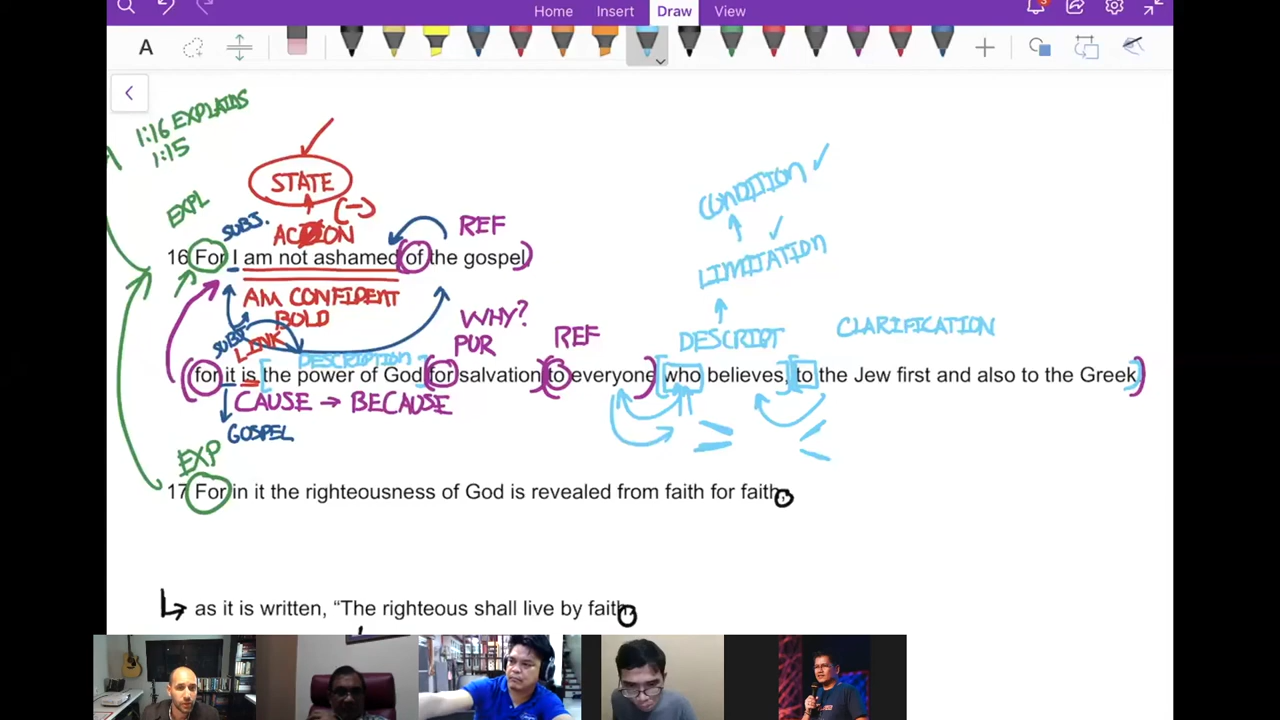 Home Insert Draw View
A
1:16 EXPLAINS
1:15
STATE
CONDITION
EXPL
SUBJ.
(-)
ACTION
REF
16 For I am not ashamed (of the gospel,)
LIMITATION
AM CONFIDENT
BOLD
WHY?
SUBJ
LINK
PUR
REF
DESCRIPT
CLARIFICATION
DESCRIPTION
(for it is [the power of God] (for salvation) (to everyone) [who believes, [to the Jew first and also to the Greek.])
CAUSE → BECAUSE
GOSPEL
EXP
17 For in it the righteousness of God is revealed from faith for faith,
as it is written, “The righteous shall live by faith.